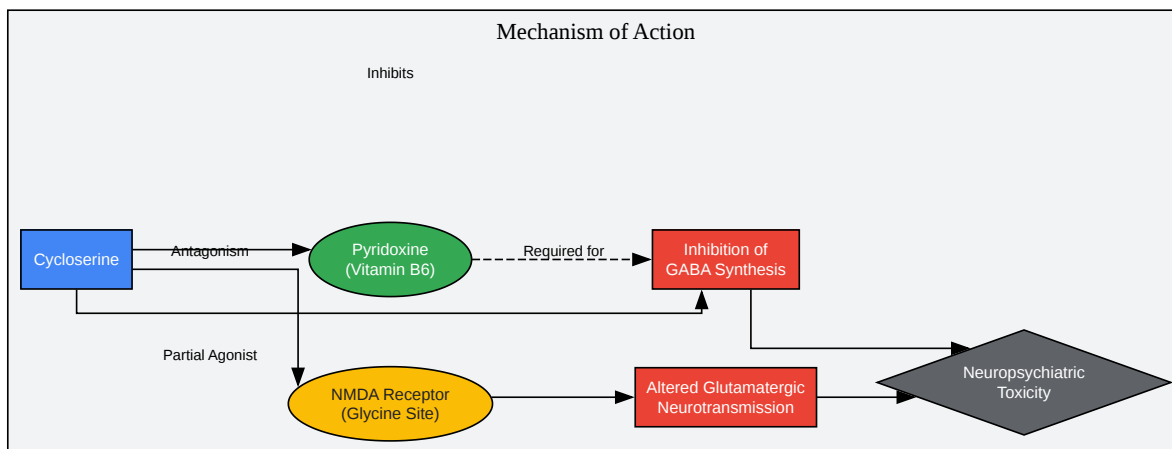 Mechanism of Action
Inhibits
Cycloserine
Antagonism
Pyridoxine
(Vitamin B6)
Required for
Inhibition of
GABA Synthesis
Partial Agonist
NMDA Receptor
(Glycine Site)
Altered Glutamatergic
Neurotransmission
Neuropsychiatric
Toxicity